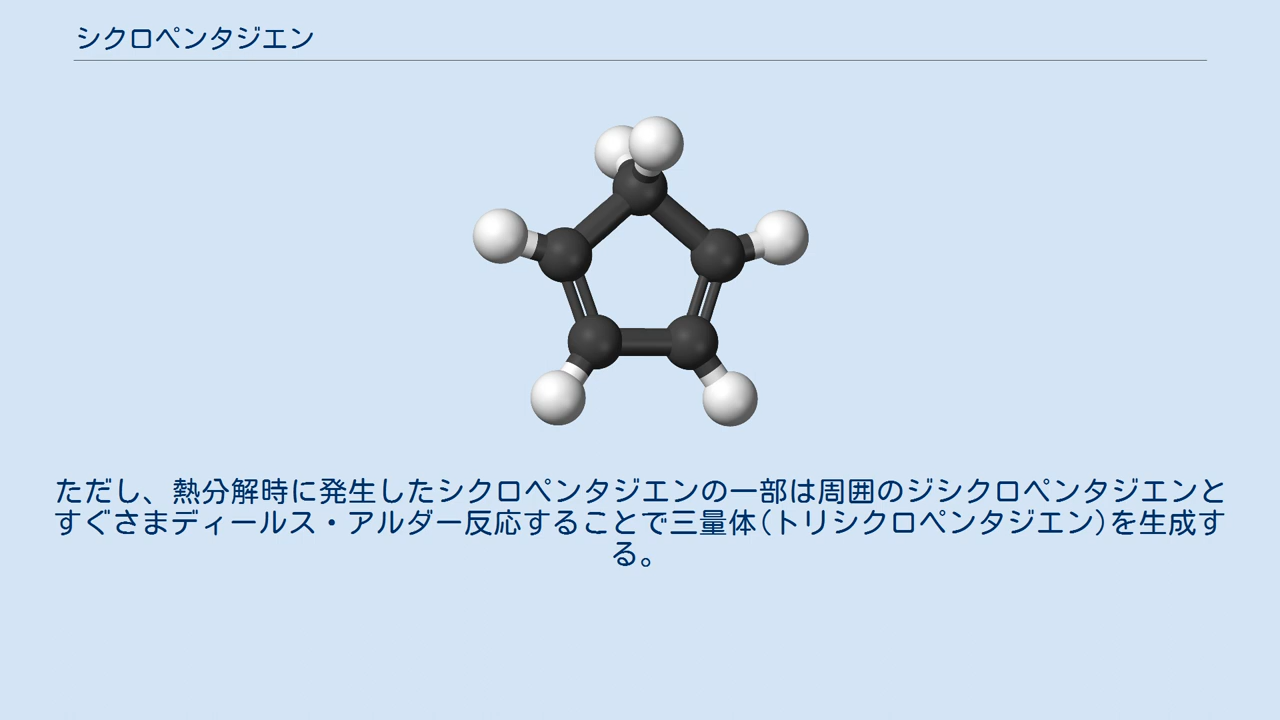 シクロペンタジエン
ただし、熱分解時に発生したシクロペンタジエンの一部は周囲のジシクロペンタジエンと
すぐさまディールス・アルダー反応することで三量体(トリシクロペンタジエン)を生成す
る。